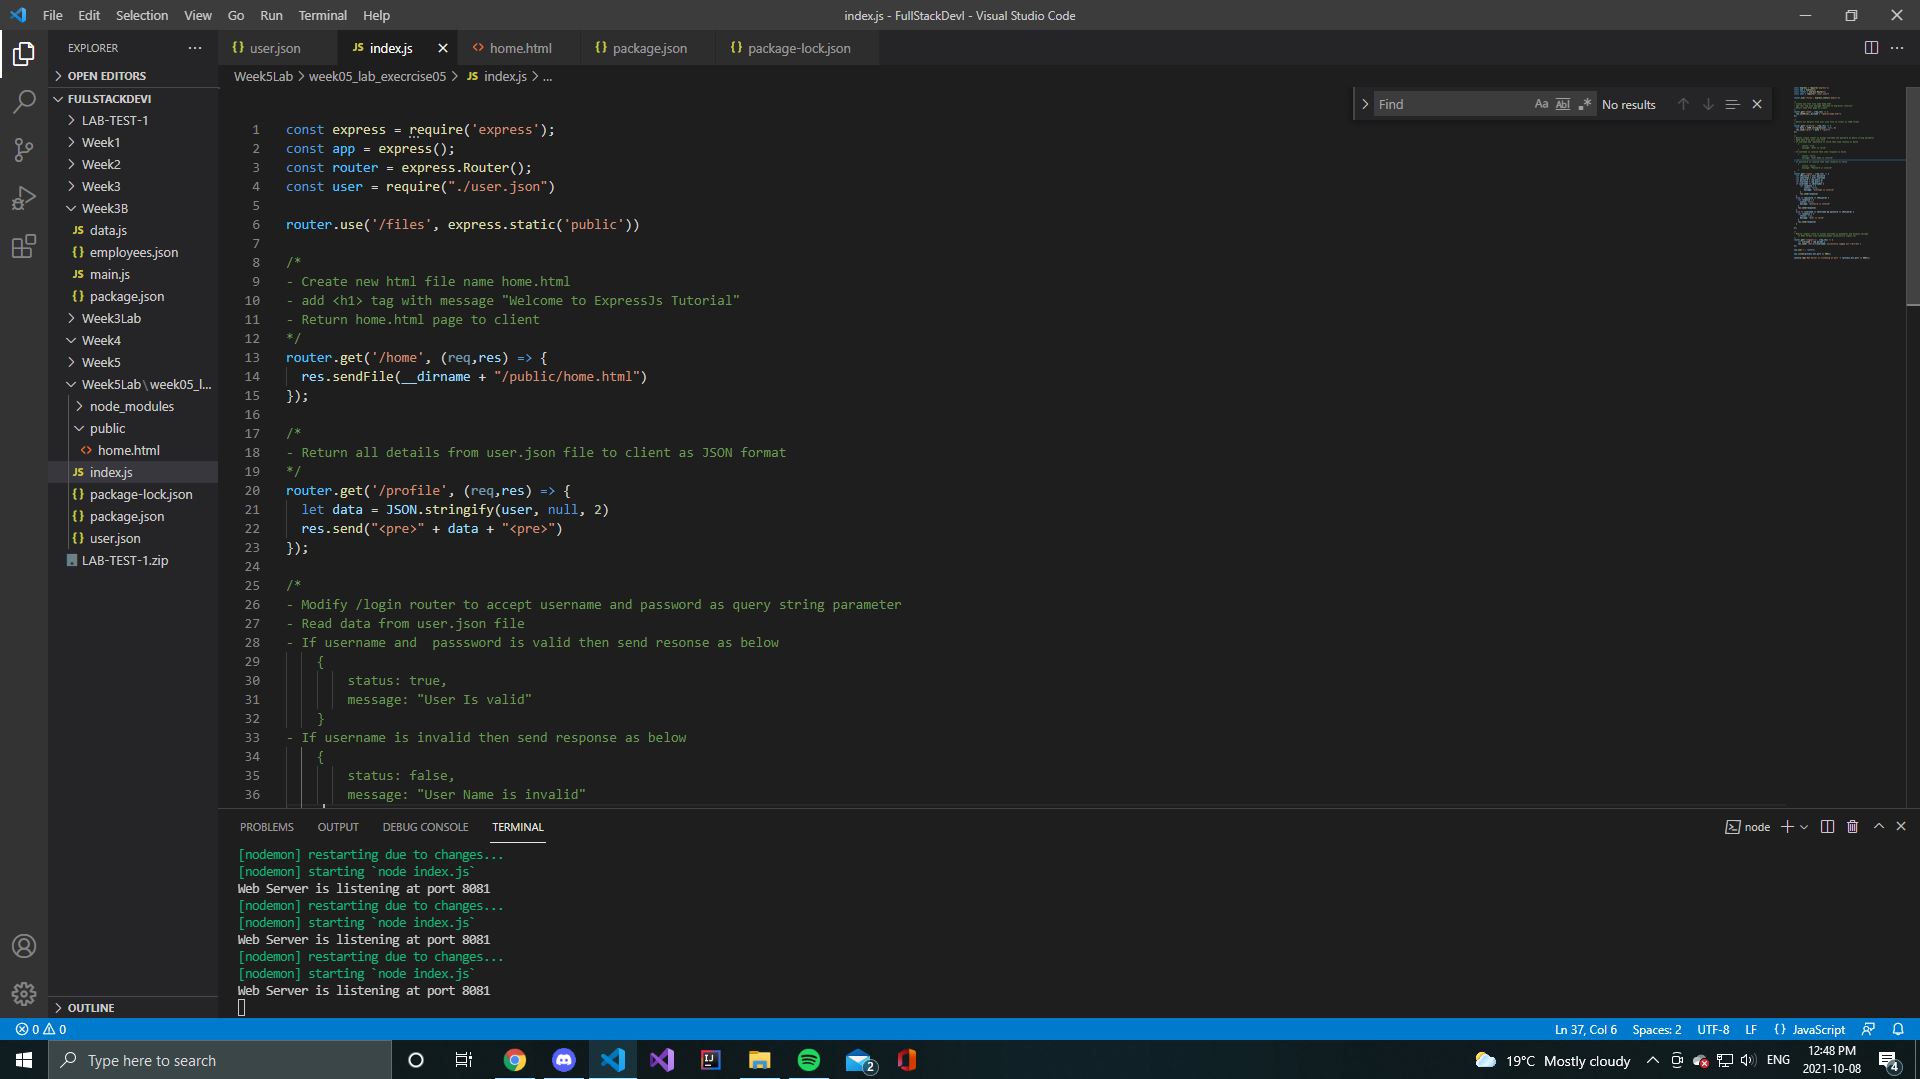 File Edit Selection View Go Run Terminal Help
index.js - FullStackDevI - Visual Studio Code
EXPLORER
OPEN EDITORS
FULLSTACKDEVI
LAB-TEST-1
Week1
Week2
Week3
Week3B
data.js
employees.json
main.js
package.json
Week3Lab
Week4
Week5
Week5Lab\week05_l...
node_modules
public
home.html
index.js
package-lock.json
package.json
user.json
LAB-TEST-1.zip
OUTLINE
user.json index.js home.html package.json package-lock.json
Week5Lab > week05_lab_execrcise05 > JS index.js > ...
Find Aa Abl No results
1 const express = require('express');
2 const app = express();
3 const router = express.Router();
4 const user = require("./user.json")
5
6 router.use('/files', express.static('public'))
7
8 /*
9 - Create new html file name home.html
10 - add <h1> tag with message "Welcome to ExpressJs Tutorial"
11 - Return home.html page to client
12 */
13 router.get('/home', (req,res) => {
14 res.sendFile(__dirname + "/public/home.html")
15 });
16
17 /*
18 - Return all details from user.json file to client as JSON format
19 */
20 router.get('/profile', (req,res) => {
21 let data = JSON.stringify(user, null, 2)
22 res.send("<pre>" + data + "<pre>")
23 });
24
25 /*
26 - Modify /login router to accept username and password as query string parameter
27 - Read data from user.json file
28 - If username and  passsword is valid then send resonse as below
29 {
30 status: true,
31 message: "User Is valid"
32 }
33 - If username is invalid then send response as below
34 {
35 status: false,
36 message: "User Name is invalid"
PROBLEMS OUTPUT DEBUG CONSOLE TERMINAL
node
[nodemon] restarting due to changes...
[nodemon] starting `node index.js`
Web Server is listening at port 8081
[nodemon] restarting due to changes...
[nodemon] starting `node index.js`
Web Server is listening at port 8081
[nodemon] restarting due to changes...
[nodemon] starting `node index.js`
Web Server is listening at port 8081
0 0
Ln 37, Col 6 Spaces: 2 UTF-8 LF {} JavaScript
Type here to search
19°C Mostly cloudy
ENG
12:48 PM
2021-10-08
2
4